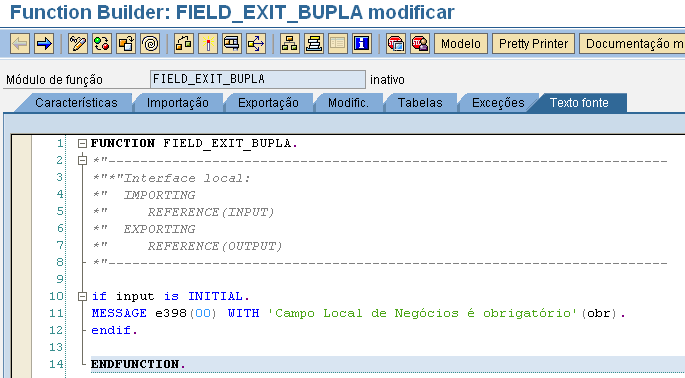 Function Builder: FIELD_EXIT_BUPLA modificar
Modelo Pretty Printer Documentação m
Módulo de função FIELD_EXIT_BUPLA inativo
Características Importação Exportação Modific. Tabelas Exceções Texto fonte
1 FUNCTION FIELD_EXIT_BUPLA.
2 *"----------------------------------------------------------------------
3 *"*"Interface local:
4 *"  IMPORTING
5 *"     REFERENCE(INPUT)
6 *"  EXPORTING
7 *"     REFERENCE(OUTPUT)
8 *"----------------------------------------------------------------------
9
10 if input is INITIAL.
11 MESSAGE e398(00) WITH 'Campo Local de Negócios é obrigatório'(obr).
12 endif.
13
14 ENDFUNCTION.